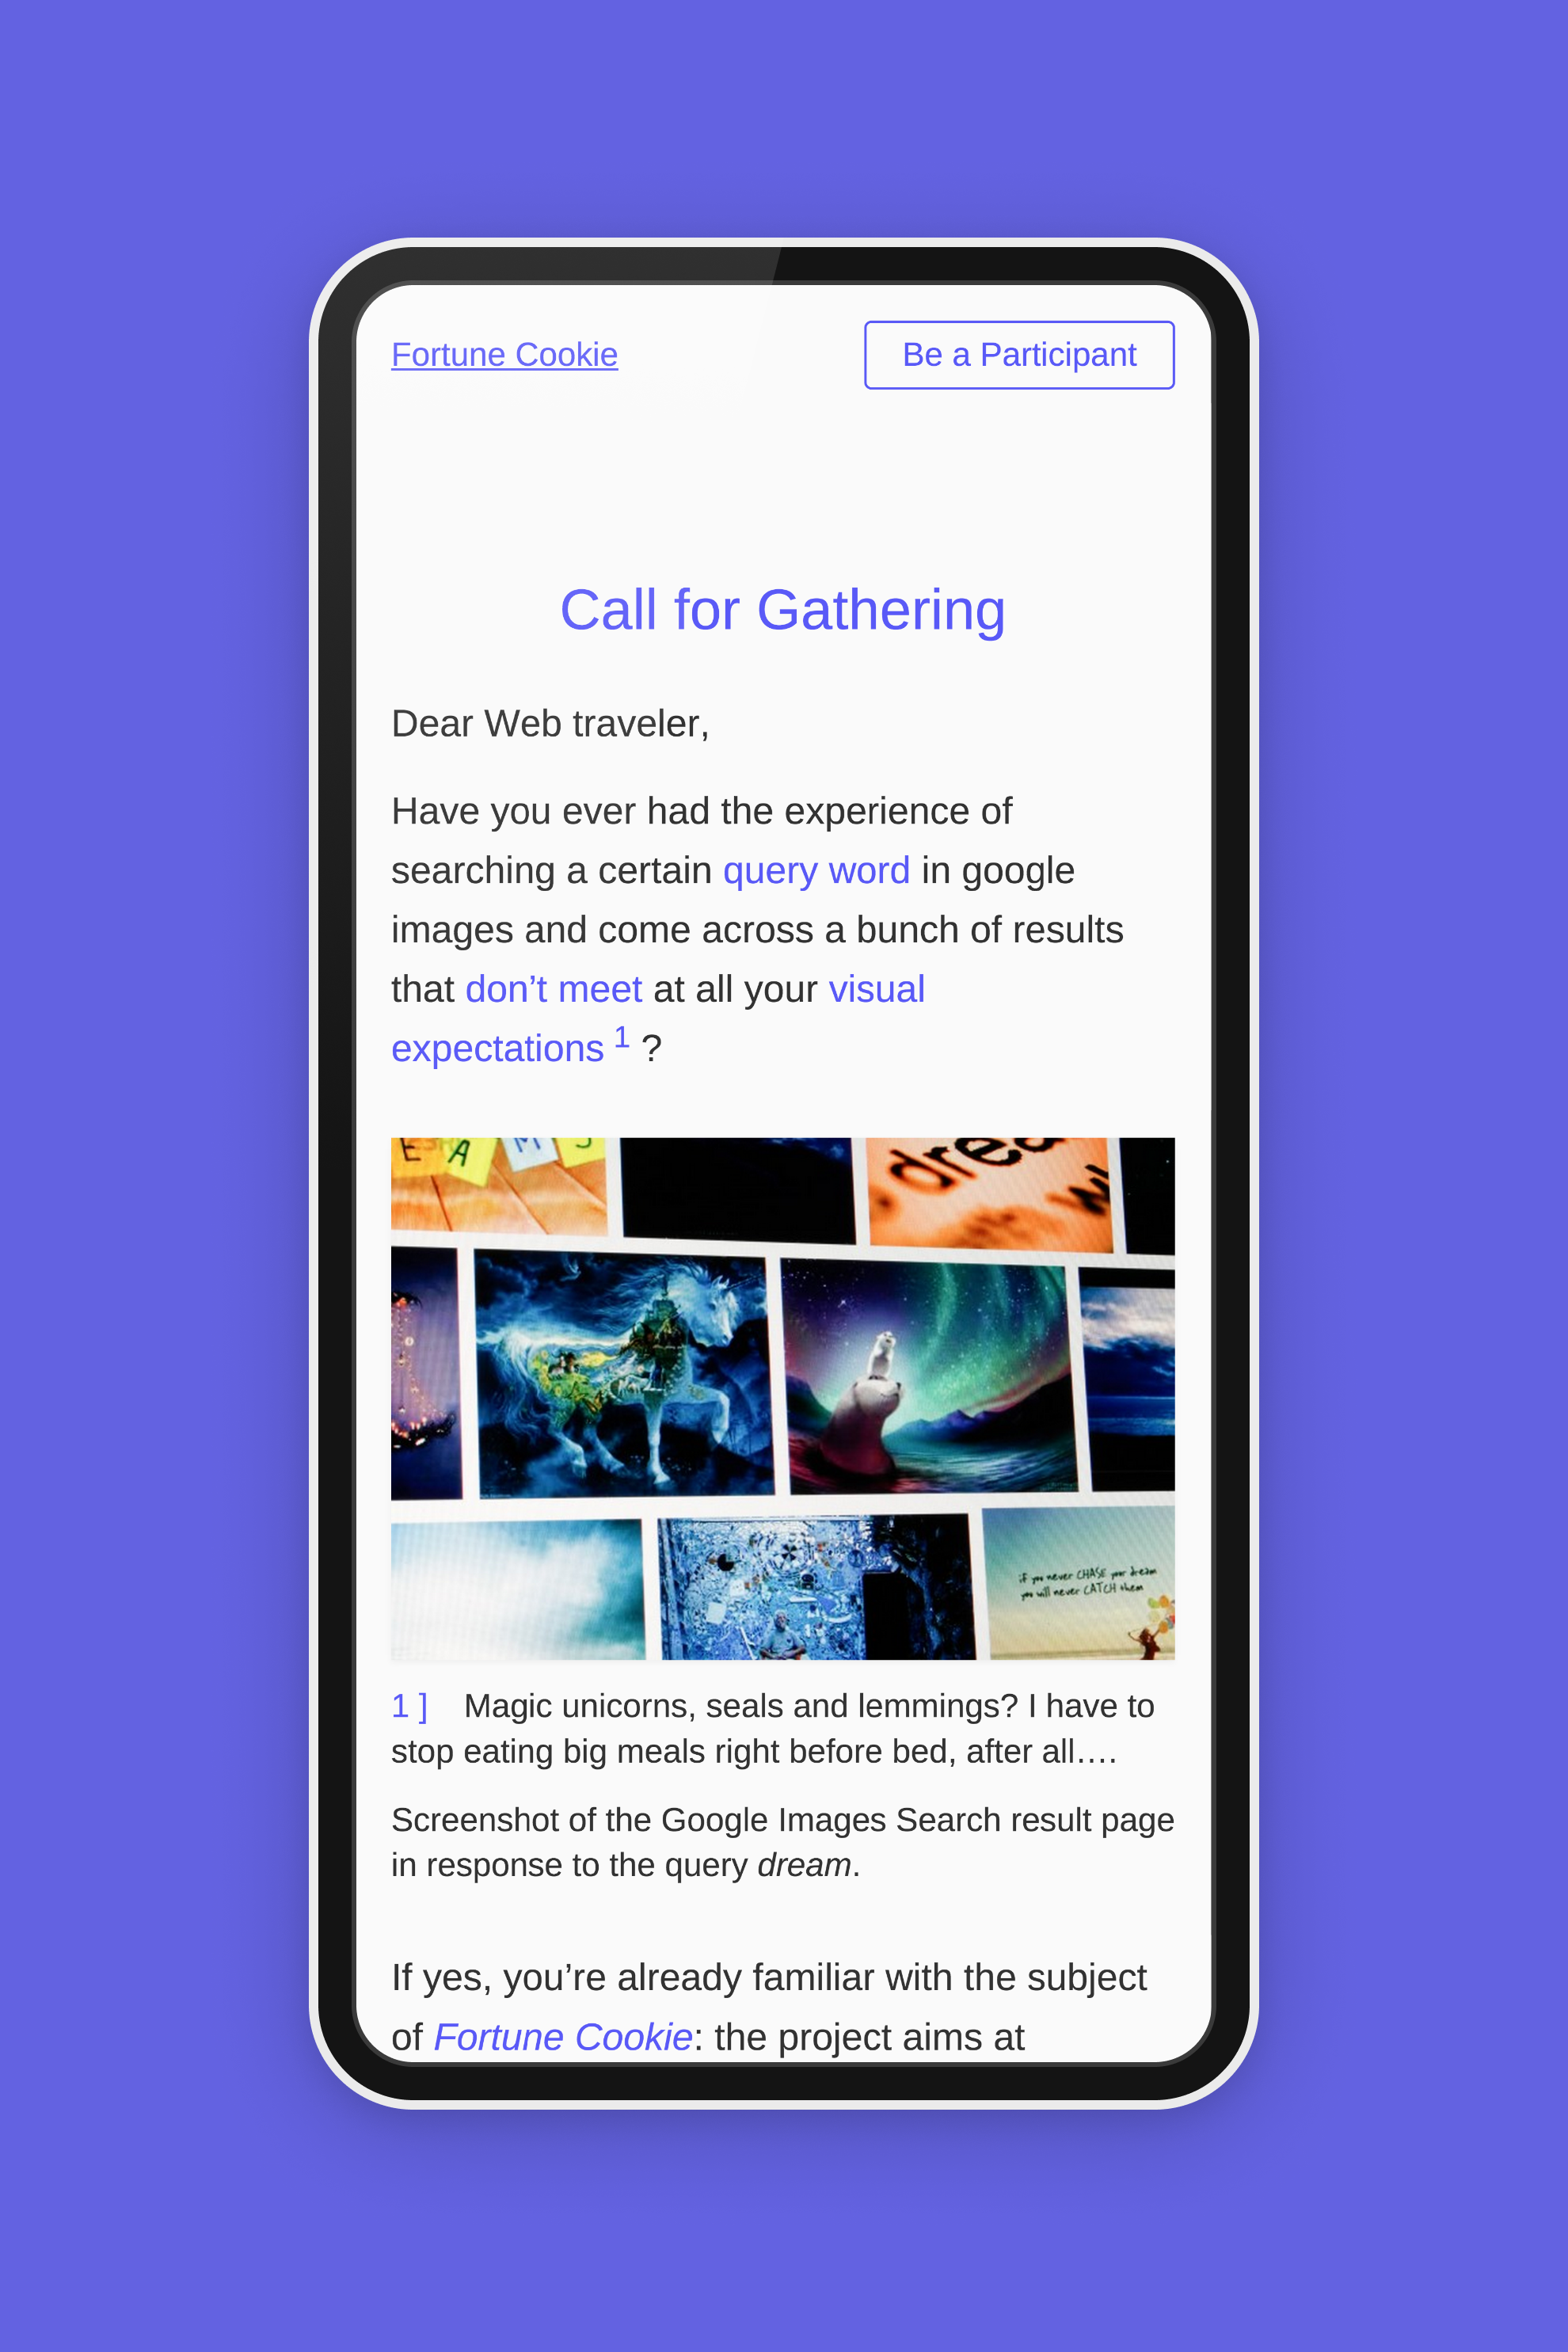 Fortune Cookie
Be a Participant
Call for Gathering
Dear Web traveler,
Have you ever had the experience of
searching a certain query word in google
images and come across a bunch of results
that don’t meet at all your visual
expectations 1 ?
E A M S
drea
w
if you never CHASE your dream
you will never CATCH them
1 ] Magic unicorns, seals and lemmings? I have to
stop eating big meals right before bed, after all….
Screenshot of the Google Images Search result page
in response to the query dream.
If yes, you’re already familiar with the subject
of Fortune Cookie: the project aims at